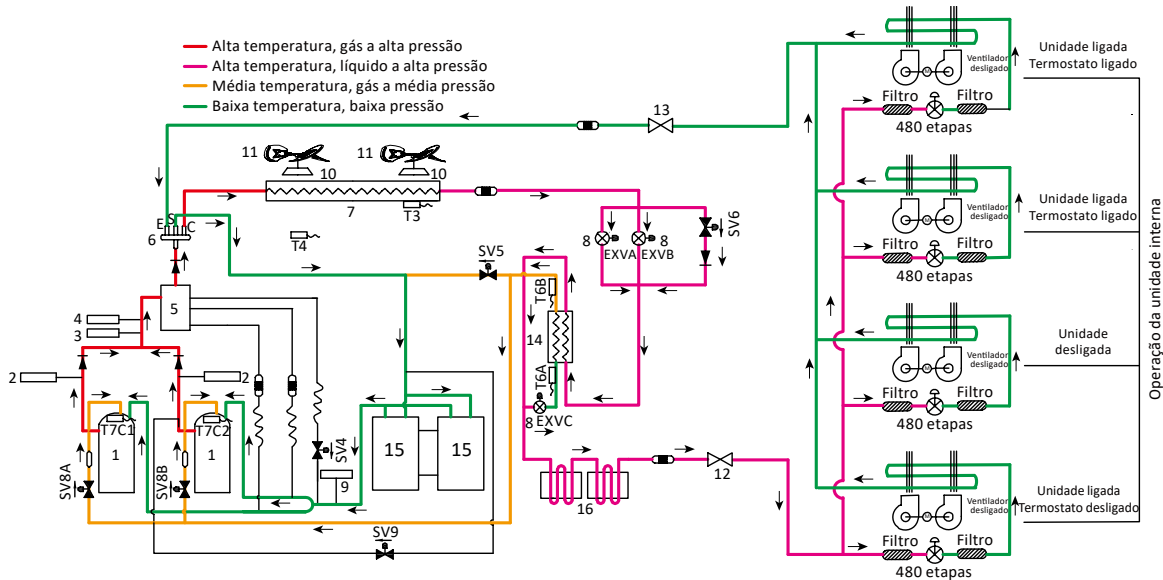 Alta temperatura, gás a alta pressão
Alta temperatura, líquido a alta pressão
Média temperatura, gás a média pressão
Baixa temperatura, baixa pressão
13
11
11
10
10
7
T3
E
S
C
6
T4
SV5
8
EXVA
8
EXVB
SV6
T6B
14
T6A
8
EXVC
5
4
3
2
2
T7C1
1
T7C2
1
SV8A
SV8B
SV4
9
15
15
SV9
16
12
Ventilador
desligado
M
Filtro
Filtro
480 etapas
Unidade ligada
Termostato ligado
Ventilador
desligado
M
Filtro
Filtro
480 etapas
Unidade ligada
Termostato ligado
Ventilador
desligado
M
Filtro
Filtro
480 etapas
Unidade
desligada
Ventilador
desligado
M
Filtro
Filtro
480 etapas
Unidade ligada
Termostato desligado
Operação da unidade interna